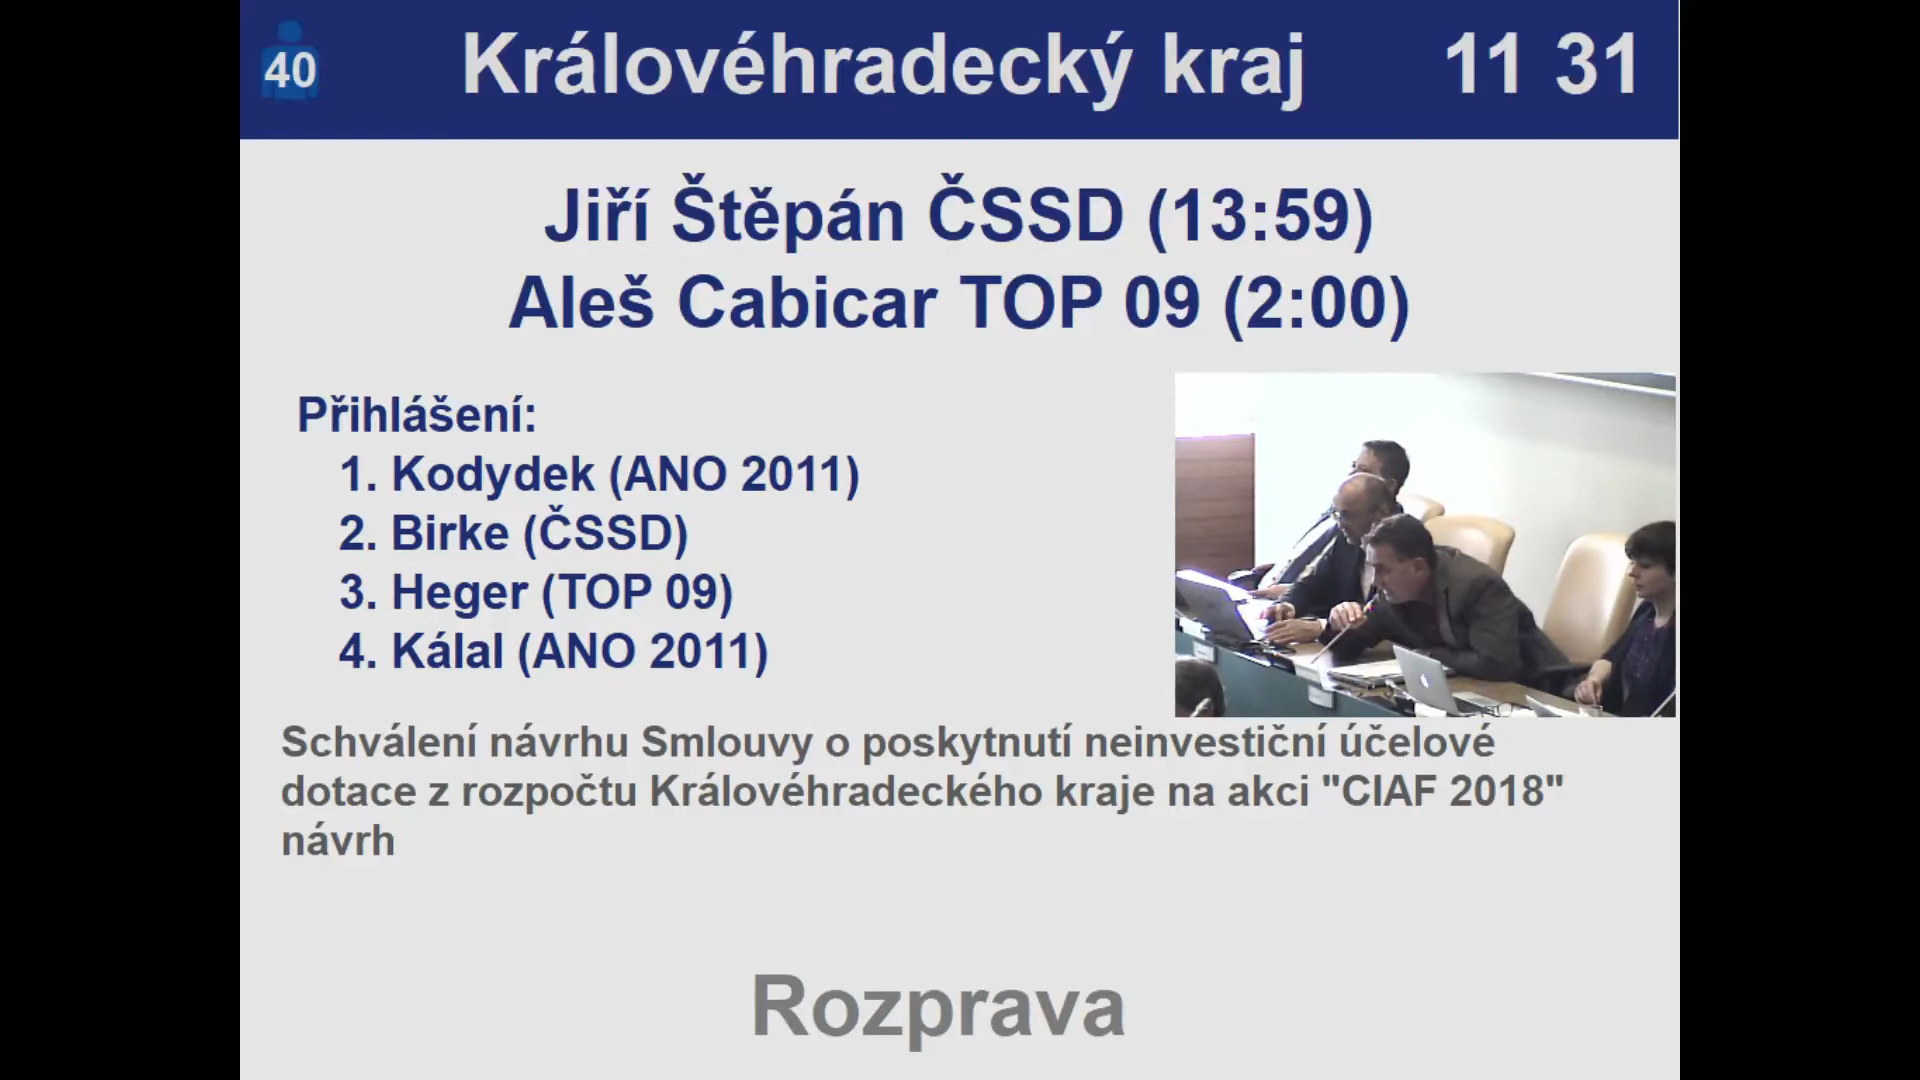 40
Královéhradecký kraj
11 31
Jiří Štěpán ČSSD (13:59)
Aleš Cabicar TOP 09 (2:00)
Přihlášení:
1. Kodydek (ANO 2011)
2. Birke (ČSSD)
3. Heger (TOP 09)
4. Kálal (ANO 2011)
Schválení návrhu Smlouvy o poskytnutí neinvestiční účelové
dotace z rozpočtu Královéhradeckého kraje na akci "CIAF 2018"
návrh
Rozprava